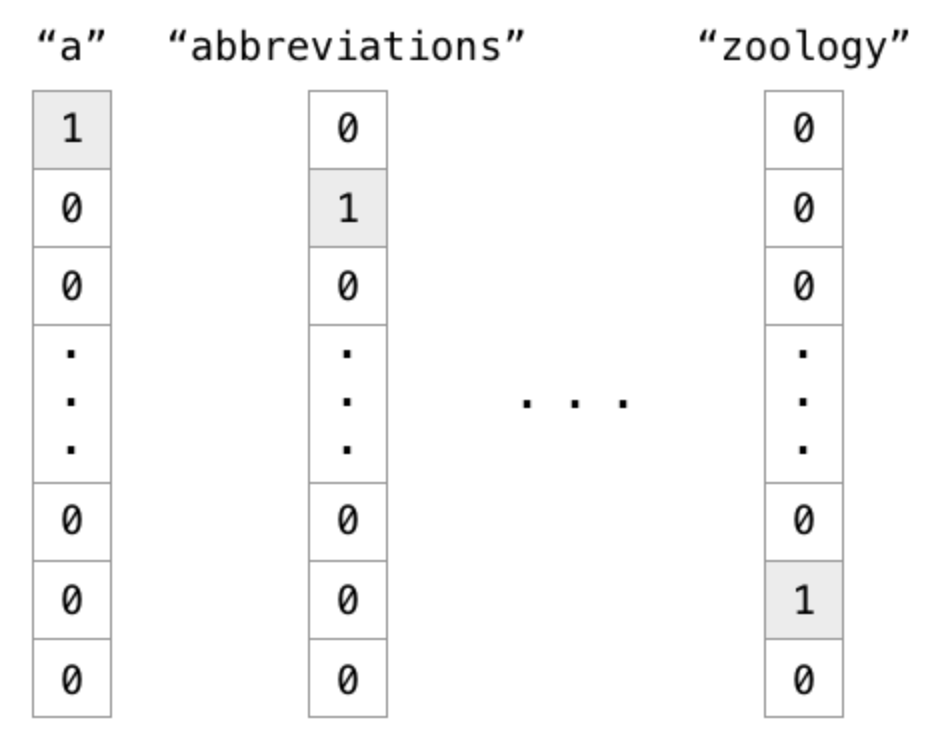 “a” “abbreviations” “zoology”
1 0 0
0 1 0
0 0 0
. . .
. . . . . .
. . .
0 0 0
0 0 1
0 0 0